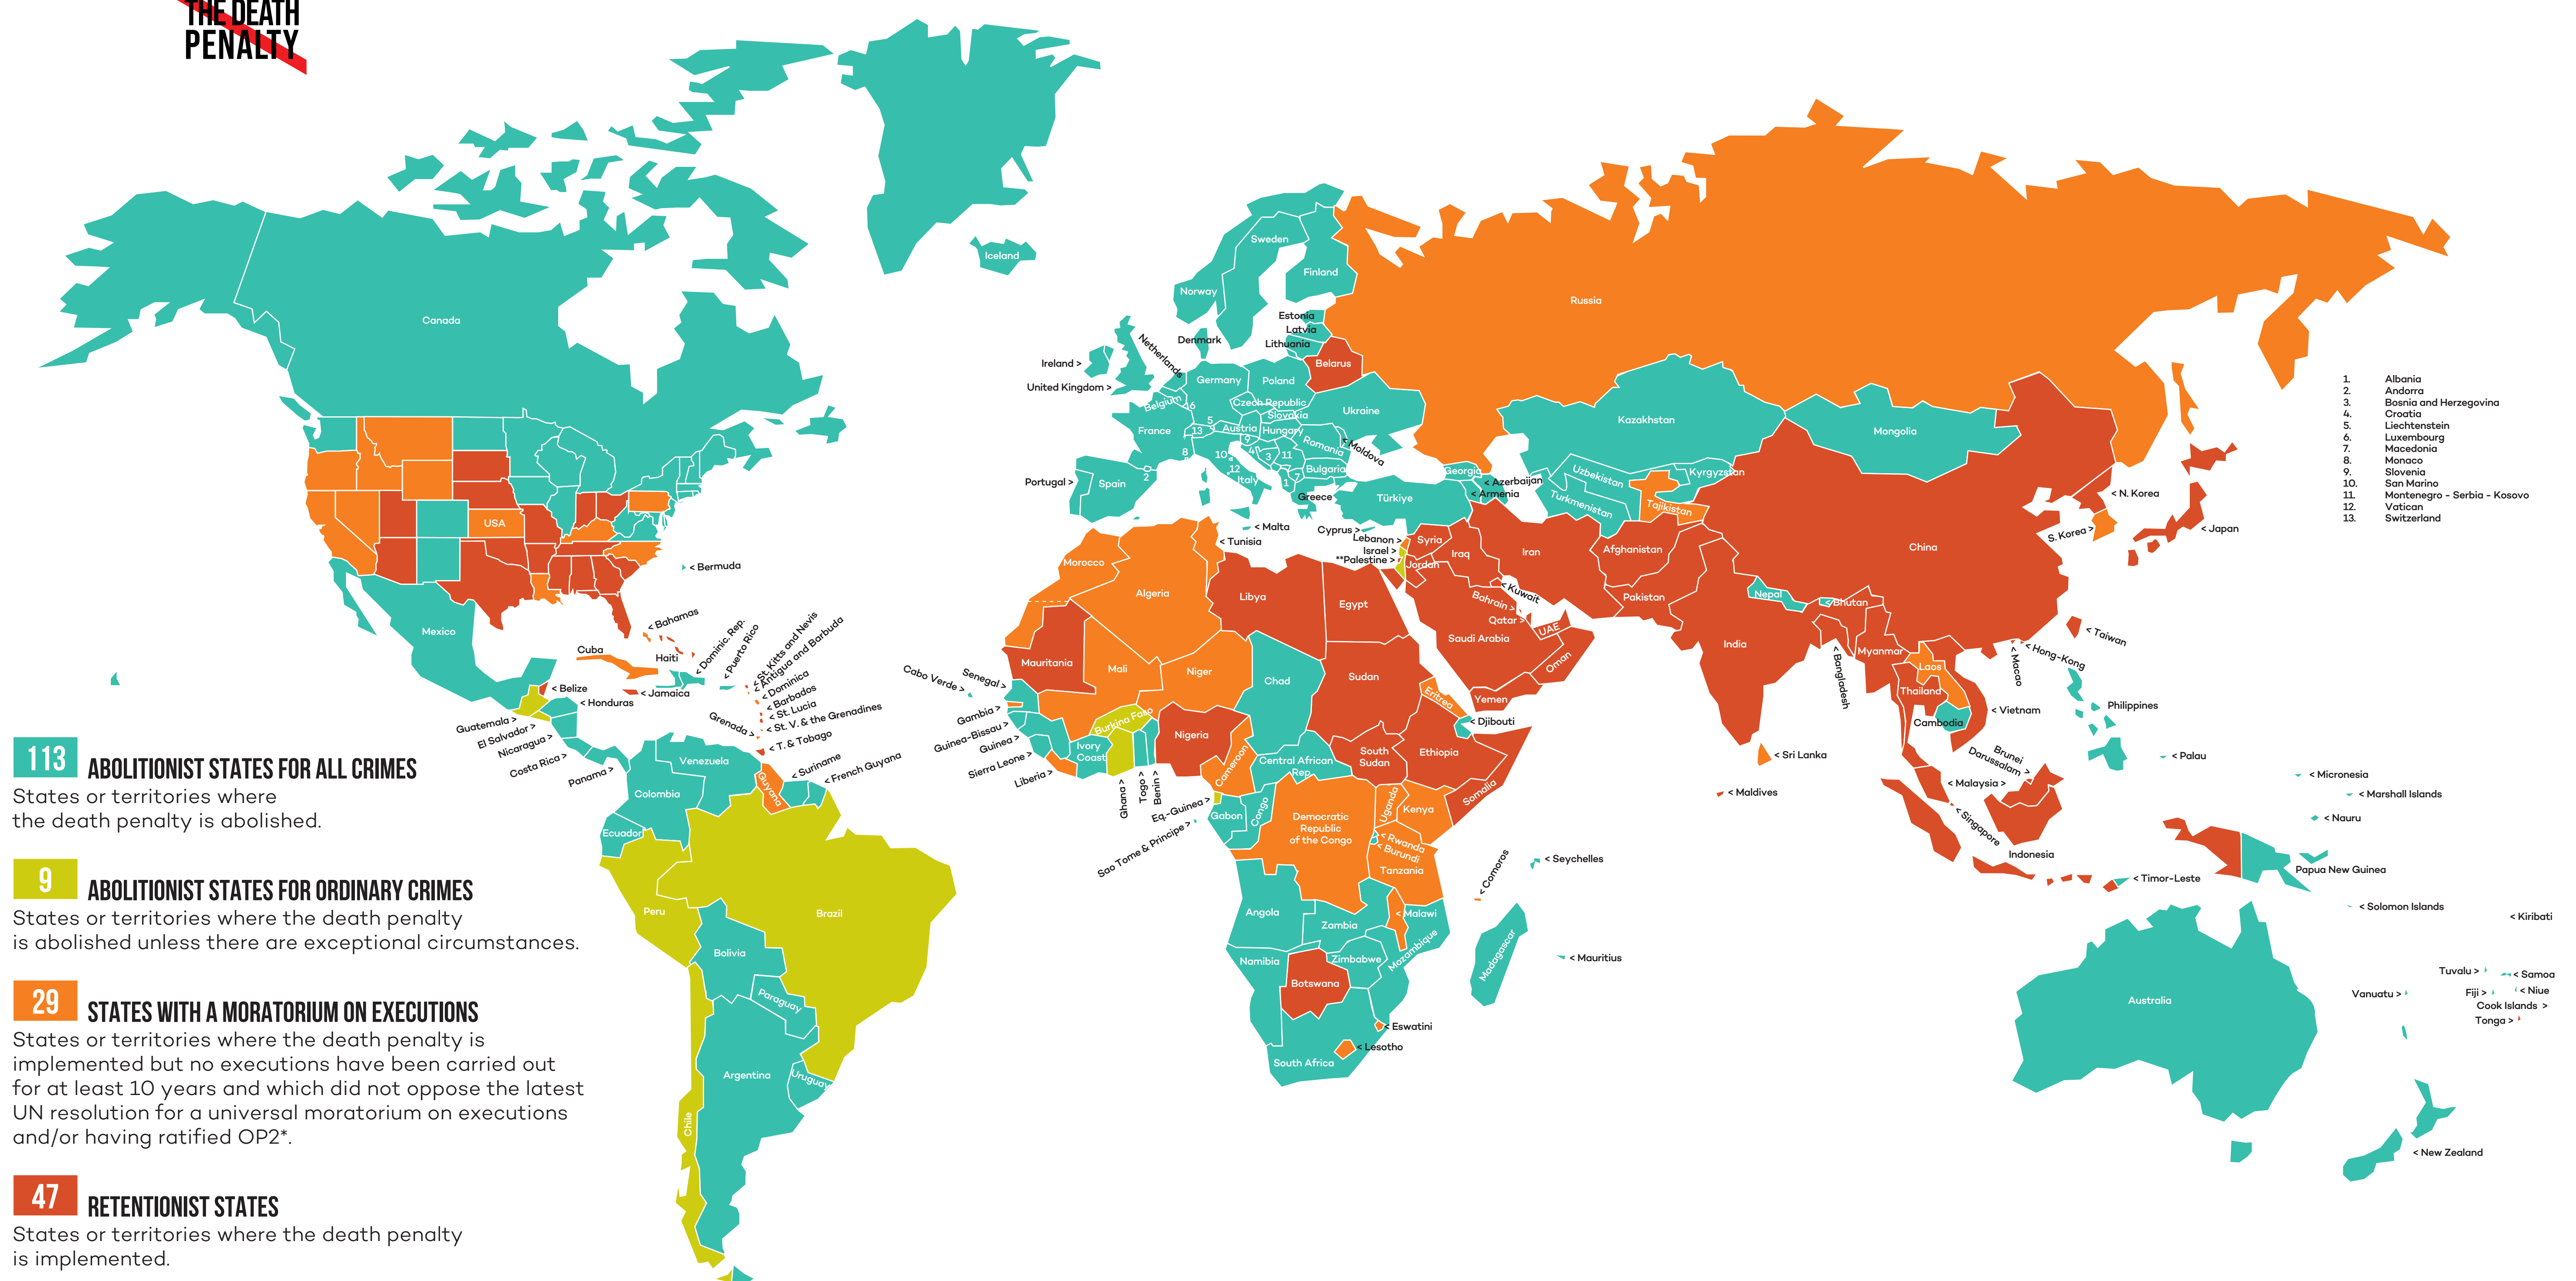 THE DEATH
PENALTY
Canada
Iceland
Sweden
Finland
Norway
Russia
Estonia
Latvia
Lithuania
Denmark
Netherlands
Ireland >
United Kingdom >
Belarus
Germany
Poland
Belgium
16
Czech Republic
Slovakia
Ukraine
France
5
13
9
Austria
Hungary
9
Romania
< Moldova
8
10
4
3
11
12
Italy
Bulgaria
7
1
Portugal >
Spain
2
Greece
Türkiye
Georgia
< Azerbaijan
< Armenia
Kazakhstan
Mongolia
Uzbekistan
Kyrgyzstan
Turkmenistan
Tajikistan
1. Albania
2. Andorra
3. Bosnia and Herzegovina
4. Croatia
5. Liechtenstein
6. Luxembourg
7. Macedonia
8. Monaco
9. Slovenia
10. San Marino
11. Montenegro - Serbia - Kosovo
12. Vatican
13. Switzerland
USA
< Bermuda
Mexico
< Malta
< Tunisia
Cyprus >
Lebanon >
Israel >
**Palestine >
Syria
Jordan
Iraq
Iran
Afghanistan
Pakistan
< Kuwait
Bahrain >
Qatar >
UAE
Saudi Arabia
Oman
Yemen
China
< N. Korea
S. Korea >
< Japan
Nepal
< Bhutan
India
< Bangladesh
Myanmar
Laos
Thailand
Cambodia
< Vietnam
< Macao
< Hong-Kong
< Taiwan
Philippines
< Sri Lanka
< Maldives
Brunei
Darussalam >
< Malaysia >
< Singapore
Indonesia
< Palau
< Micronesia
< Marshall Islands
< Nauru
Papua New Guinea
< Timor-Leste
< Solomon Islands
< Kiribati
Tuvalu >
< Samoa
Vanuatu >
Fiji >
< Niue
Cook Islands >
Tonga >
Australia
< New Zealand
Morocco
Algeria
Libya
Egypt
Mauritania
Mali
Niger
Chad
Sudan
Eritrea
< Djibouti
Cabo Verde >
Senegal >
Gambia >
Guinea-Bissau >
Guinea >
Sierra Leone >
Liberia >
Ivory
Coast
Burkina Faso
Ghana >
Togo >
Benin >
Nigeria
Cameroon
Central African
Rep.
South
Sudan
Ethiopia
Somalia
Eq.-Guinea >
Sao Tome & Principe >
Gabon
Congo
Democratic
Republic
of the Congo
Uganda
Kenya
< Rwanda
< Burundi
Tanzania
< Comoros
< Seychelles
Angola
Zambia
< Malawi
Mozambique
Madagascar
< Mauritius
Namibia
Zimbabwe
Botswana
< Eswatini
< Lesotho
South Africa
< Bahamas
Cuba
Haiti
< Dominic. Rep.
< Puerto Rico
< St. Kitts and Nevis
< Antigua and Barbuda
< Dominica
< Barbados
< St. Lucia
< St. V. & the Grenadines
Grenada >
< T. & Tobago
< Jamaica
< Belize
< Honduras
Guatemala >
El Salvador >
Nicaragua >
Costa Rica >
Panama >
Venezuela
Colombia
Guyana
< Suriname
< French Guyana
Ecuador
Peru
Brazil
Bolivia
Paraguay
Argentina
Uruguay
Chile
113 ABOLITIONIST STATES FOR ALL CRIMES
States or territories where
the death penalty is abolished.
9 ABOLITIONIST STATES FOR ORDINARY CRIMES
States or territories where the death penalty
is abolished unless there are exceptional circumstances.
29 STATES WITH A MORATORIUM ON EXECUTIONS
States or territories where the death penalty is
implemented but no executions have been carried out
for at least 10 years and which did not oppose the latest
UN resolution for a universal moratorium on executions
and/or having ratified OP2*.
47 RETENTIONIST STATES
States or territories where the death penalty
is implemented.